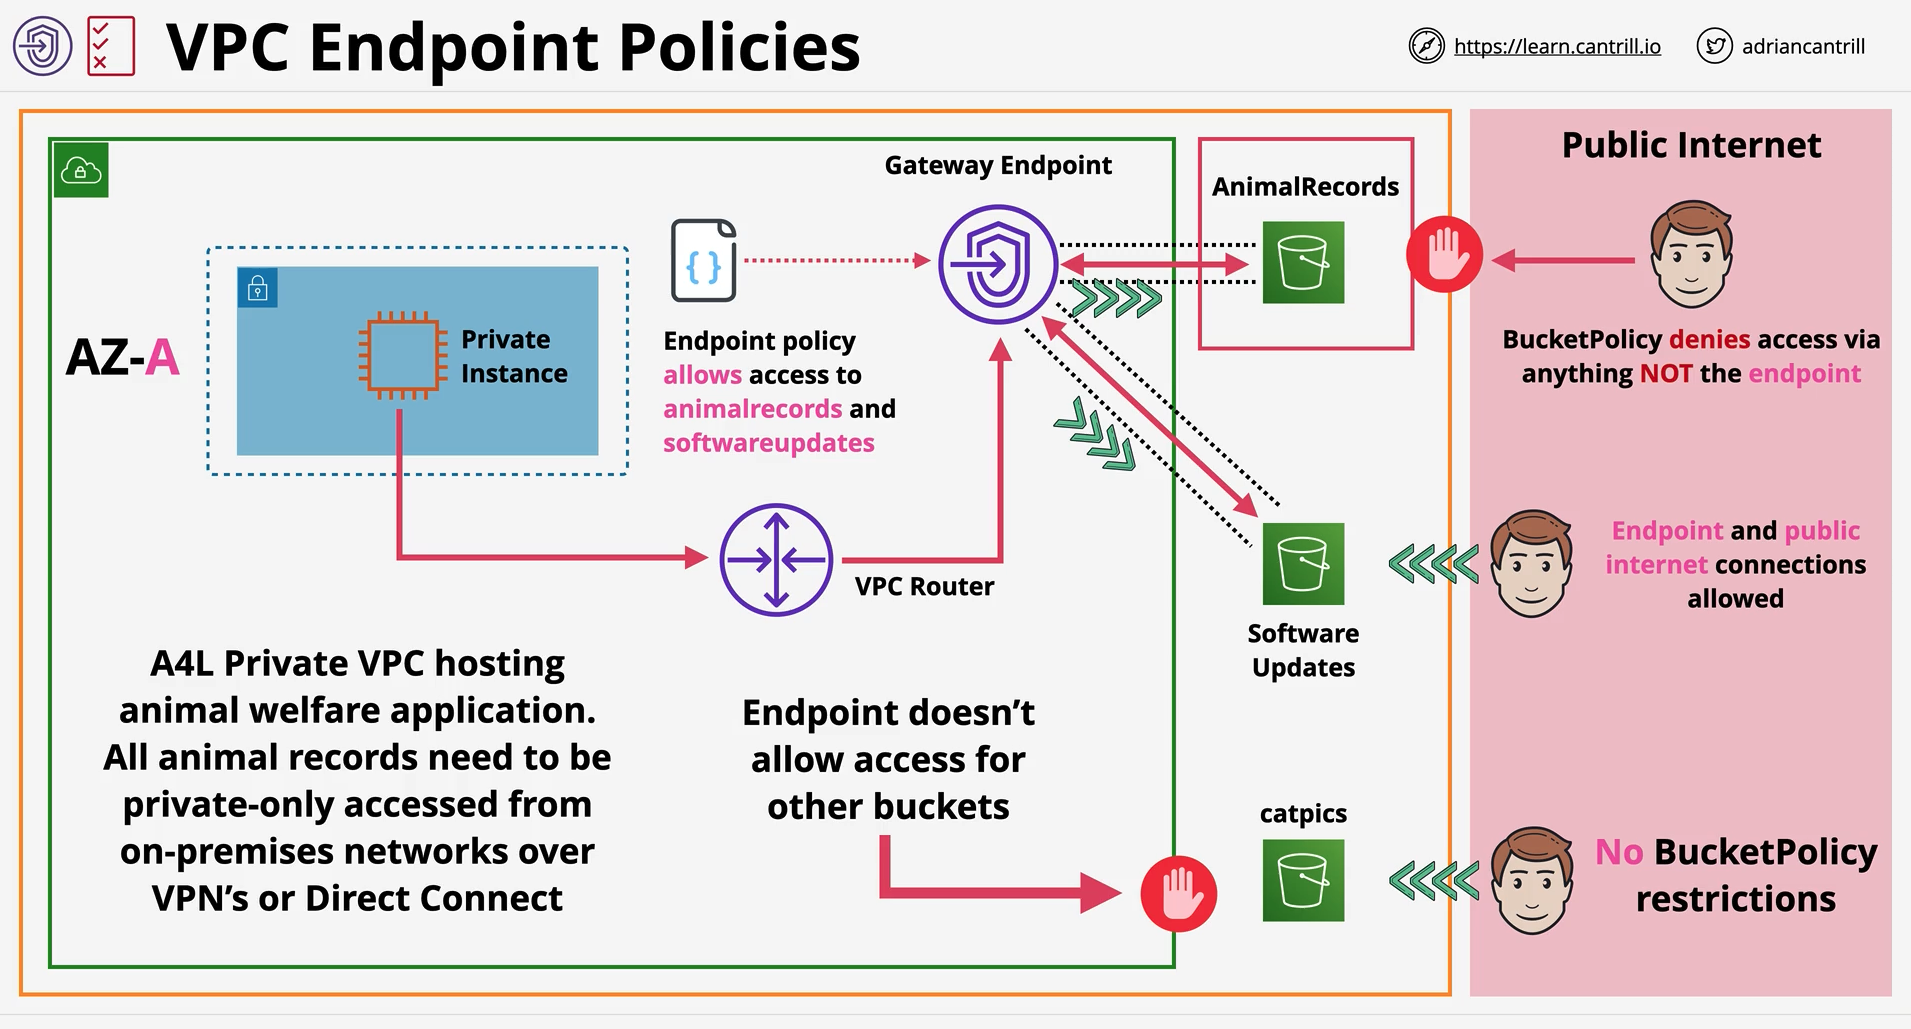 VPC Endpoint Policies
https://learn.cantrill.io
adriancantrill
Public Internet
Gateway Endpoint
AnimalRecords
{ }
AZ-A
Private
Instance
Endpoint policy
allows access to
animalrecords and
softwareupdates
BucketPolicy denies access via
anything NOT the endpoint
VPC Router
Endpoint and public
internet connections
allowed
Software
Updates
A4L Private VPC hosting
animal welfare application.
All animal records need to be
private-only accessed from
on-premises networks over
VPN’s or Direct Connect
Endpoint doesn’t
allow access for
other buckets
catpics
No BucketPolicy
restrictions